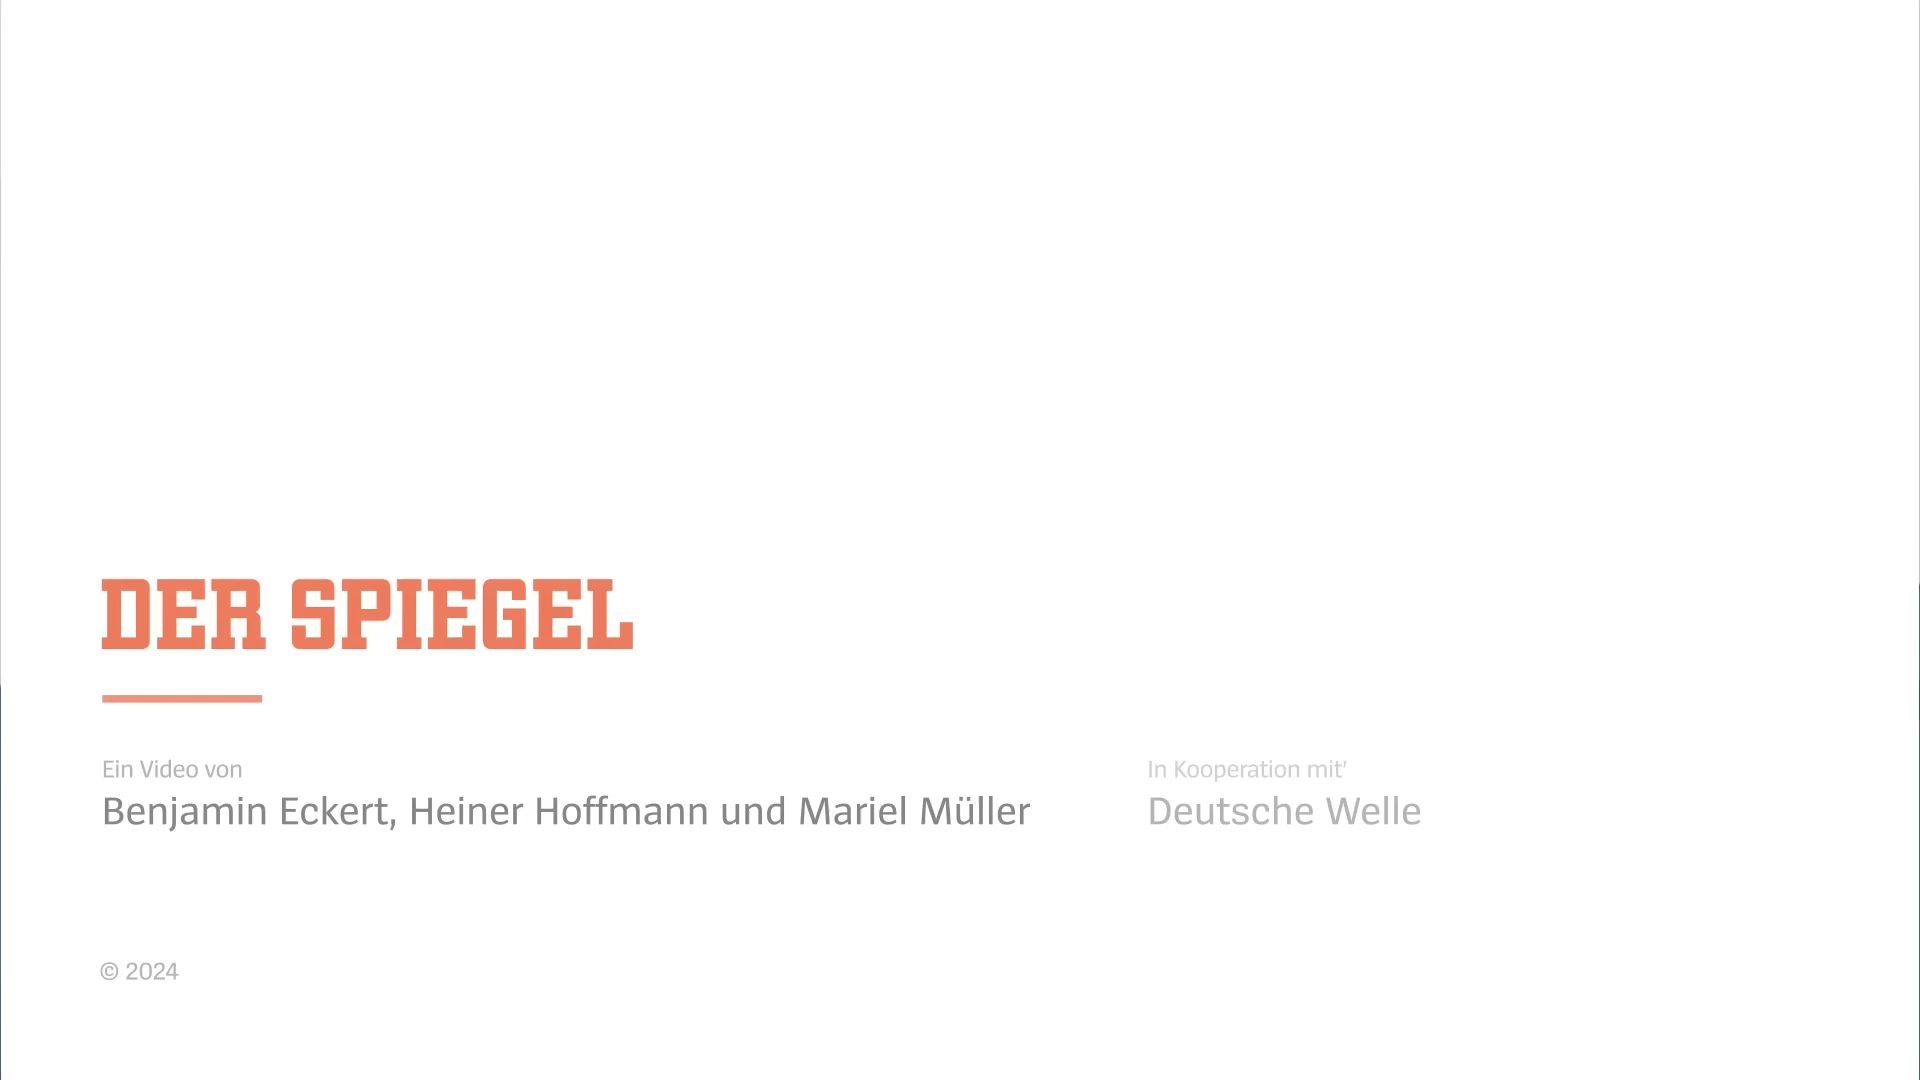 DER SPIEGEL
Ein Video von
Benjamin Eckert, Heiner Hoffmann und Mariel Müller
In Kooperation mit'
Deutsche Welle
© 2024